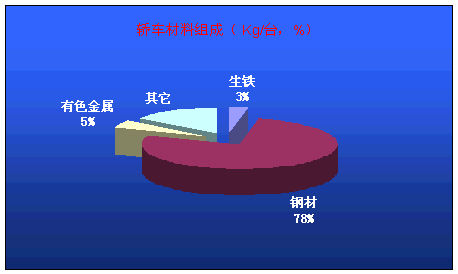 轿车材料组成（Kg/台，%）
生铁
3%
其它
有色金属
5%
钢材
78%